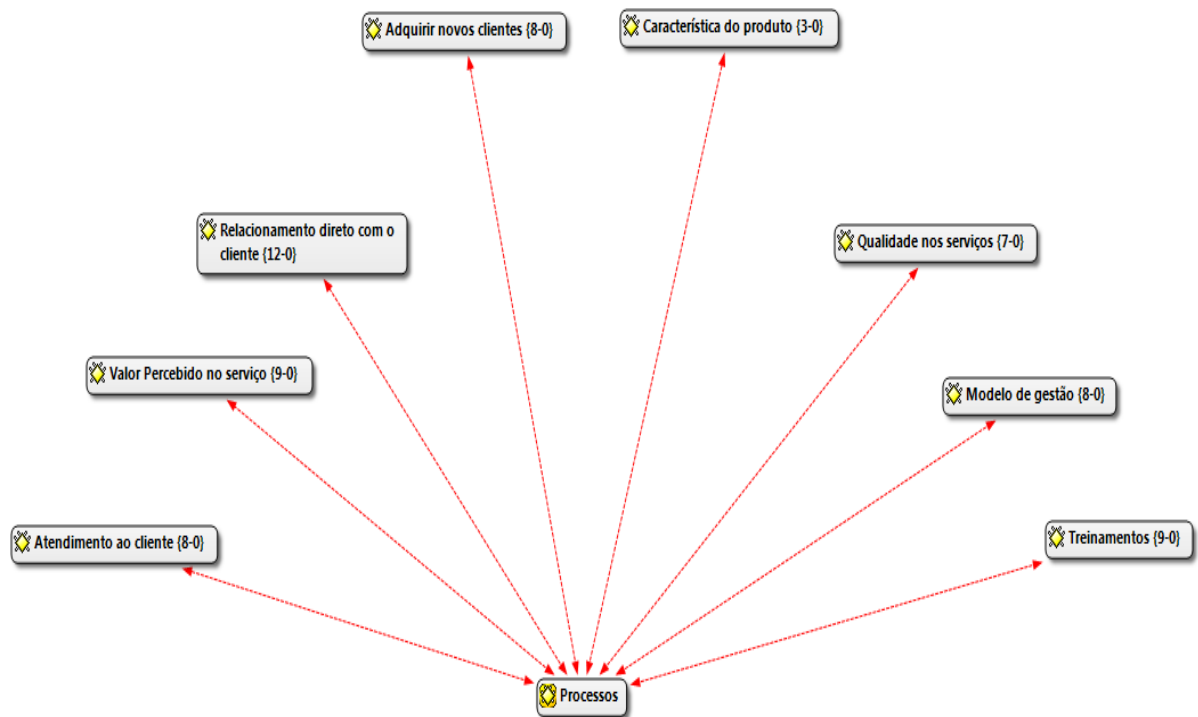 Adquirir novos clientes {8-0}
Característica do produto {3-0}
Relacionamento direto com o
cliente {12-0}
Qualidade nos serviços {7-0}
Valor Percebido no serviço {9-0}
Modelo de gestão {8-0}
Atendimento ao cliente {8-0}
Treinamentos {9-0}
Processos